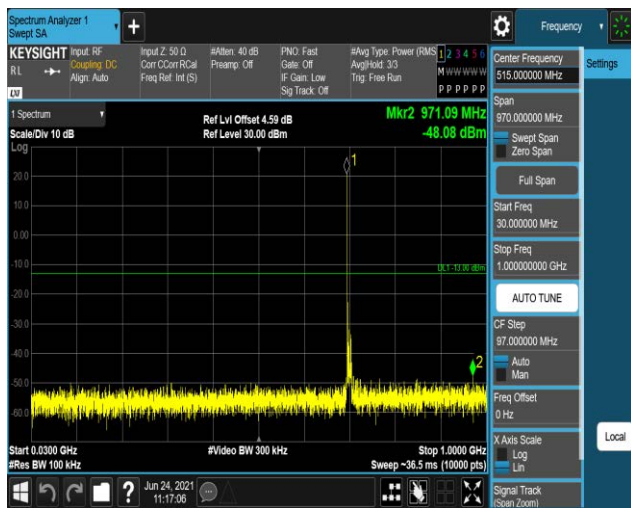 Spectrum Analyzer 1
Swept SA
Frequency
KEYSIGHT
Input: RF
Coupling: DC
Align: Auto
Input Z: 50 Ω
Corr CCorr RCal
Freq Ref: Int (S)
#Atten: 40 dB
Preamp: Off
PNO: Fast
Gate: Off
IF Gain: Low
Sig Track: Off
#Avg Type: Power (RMS
Avg|Hold: 3/3
Trig: Free Run
1 2 3 4 5 6
M W W W W W
P P P P P P
R L
LXI
1 Spectrum
Scale/Div 10 dB
Ref Lvl Offset 4.59 dB
Ref Level 30.00 dBm
Mkr2 971.09 MHz
-48.08 dBm
Log
1
20.0
10.0
0.00
-10.0
DL1 -13.00 dBm
-20.0
-30.0
-40.0
2
-50.0
-60.0
Start 0.0300 GHz
#Video BW 300 kHz
Stop 1.0000 GHz
#Res BW 100 kHz
Sweep ~36.5 ms (10000 pts)
?
Jun 24, 2021
11:17:06
Center Frequency
515.000000 MHz
Settings
Span
970.000000 MHz
Swept Span
Zero Span
Full Span
Start Freq
30.000000 MHz
Stop Freq
1.000000000 GHz
AUTO TUNE
CF Step
97.000000 MHz
Auto
Man
Freq Offset
0 Hz
X Axis Scale
Log
Lin
Local
Signal Track
(Span Zoom)